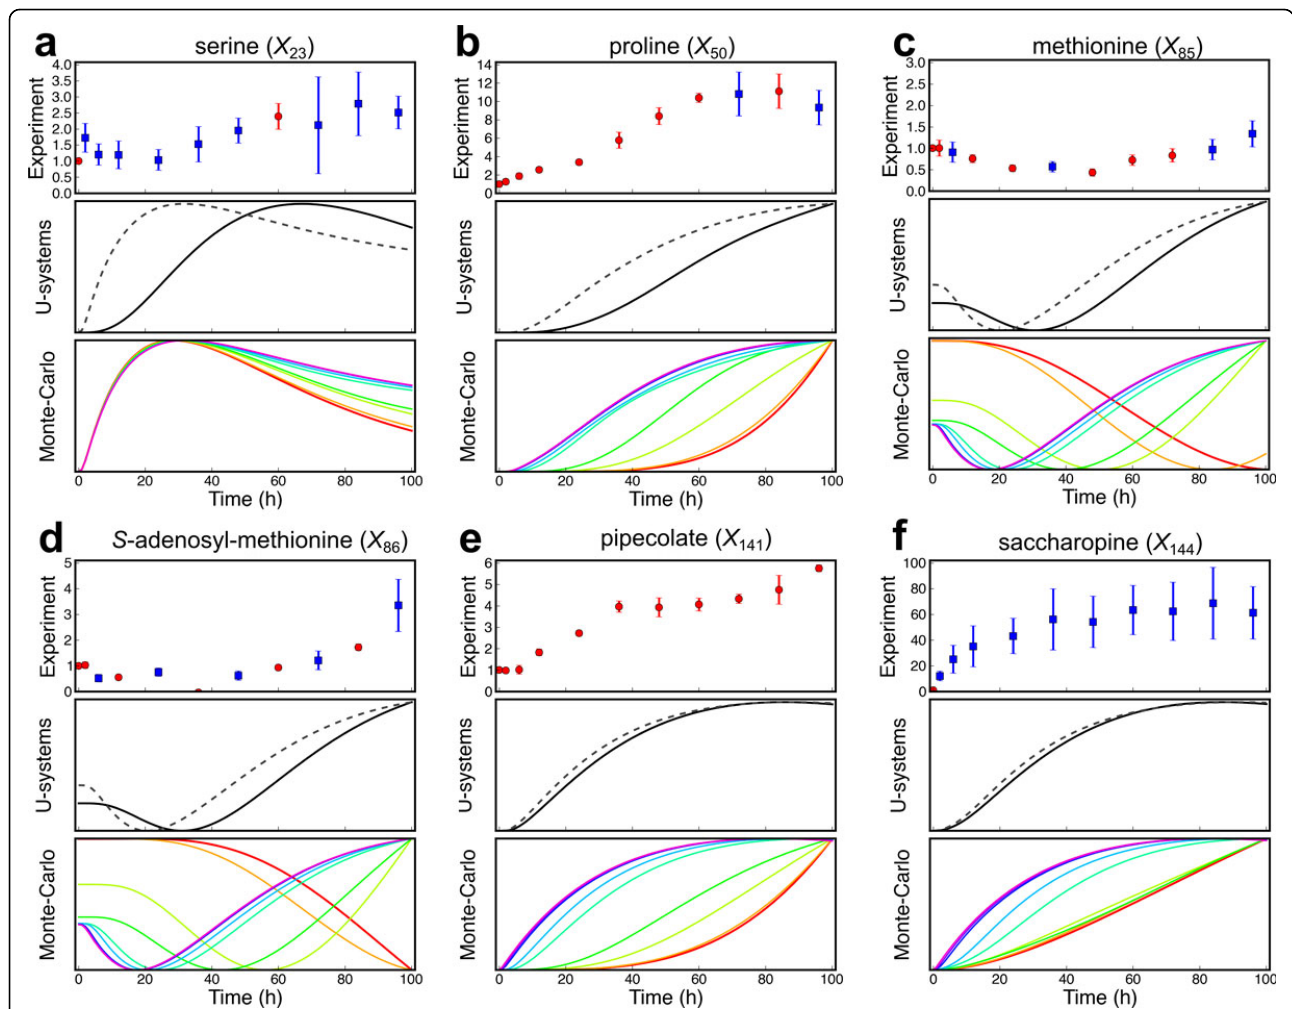 a
serine (X23)
4.0
3.5
3.0
2.5
2.0
1.5
1.0
0.5
0.0
Experiment
U-systems
Monte-Carlo
0 20 40 60 80 100
Time (h)
b
proline (X50)
14
12
10
8
6
4
2
0
Experiment
U-systems
Monte-Carlo
0 20 40 60 80 100
Time (h)
c
methionine (X85)
3.0
2.5
2.0
1.5
1.0
0.5
0.0
Experiment
U-systems
Monte-Carlo
0 20 40 60 80 100
Time (h)
d
S-adenosyl-methionine (X86)
5
4
3
2
1
0
Experiment
U-systems
Monte-Carlo
0 20 40 60 80 100
Time (h)
e
pipecolate (X141)
6
5
4
3
2
1
0
Experiment
U-systems
Monte-Carlo
0 20 40 60 80 100
Time (h)
f
saccharopine (X144)
100
80
60
40
20
0
Experiment
U-systems
Monte-Carlo
0 20 40 60 80 100
Time (h)